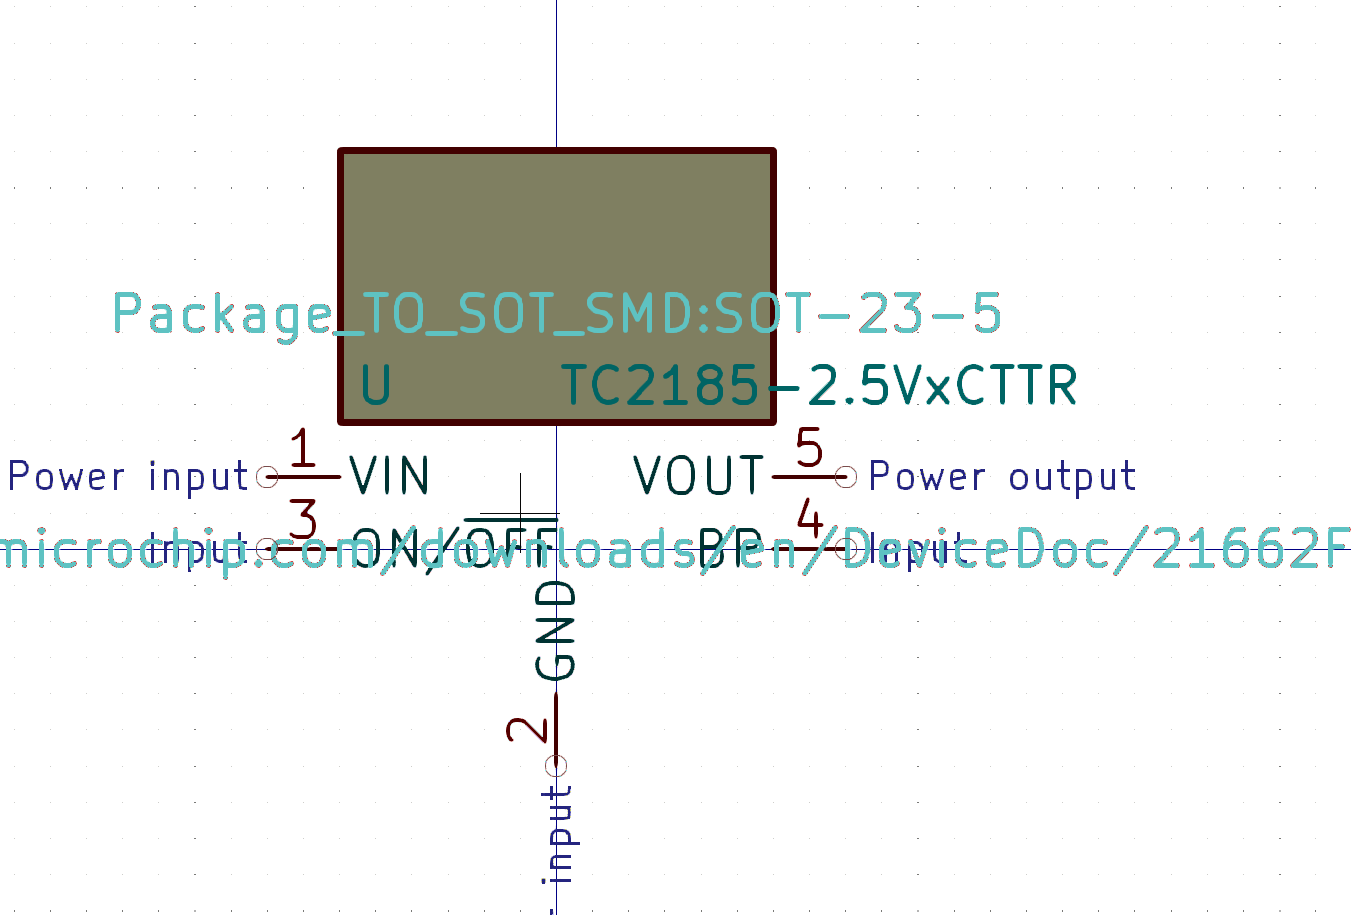 Package_TO_SOT_SMD:SOT-23-5
U TC2185-2.5VxCTTR
Power input 1 VIN VOUT 5 Power output
Input 3 ON/OFF BP 4 Input
microchip.com/downloads/en/DeviceDoc/21662F
GND
2
input